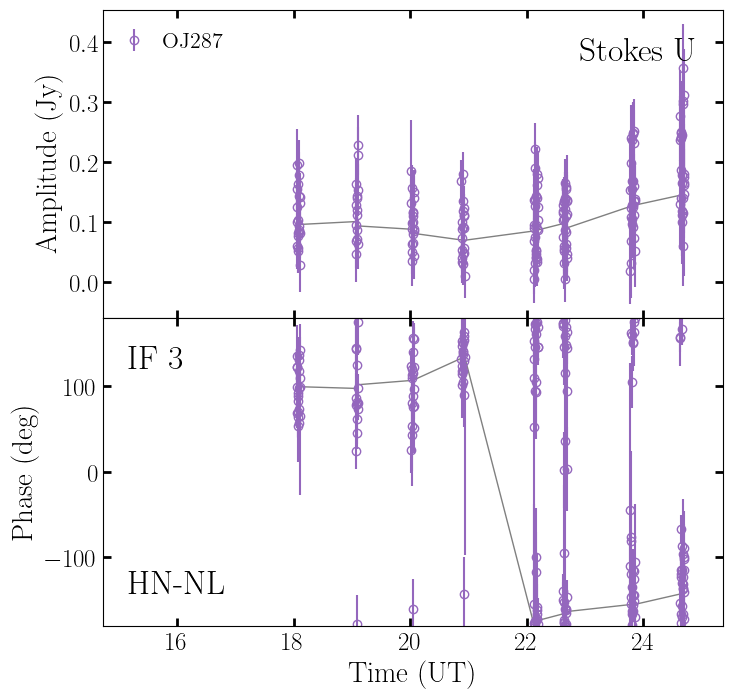 OJ287
Stokes U
0.4
0.3
0.2
0.1
0.0
Amplitude (Jy)
IF 3
100
0
−100
Phase (deg)
HN-NL
16 18 20 22 24
Time (UT)